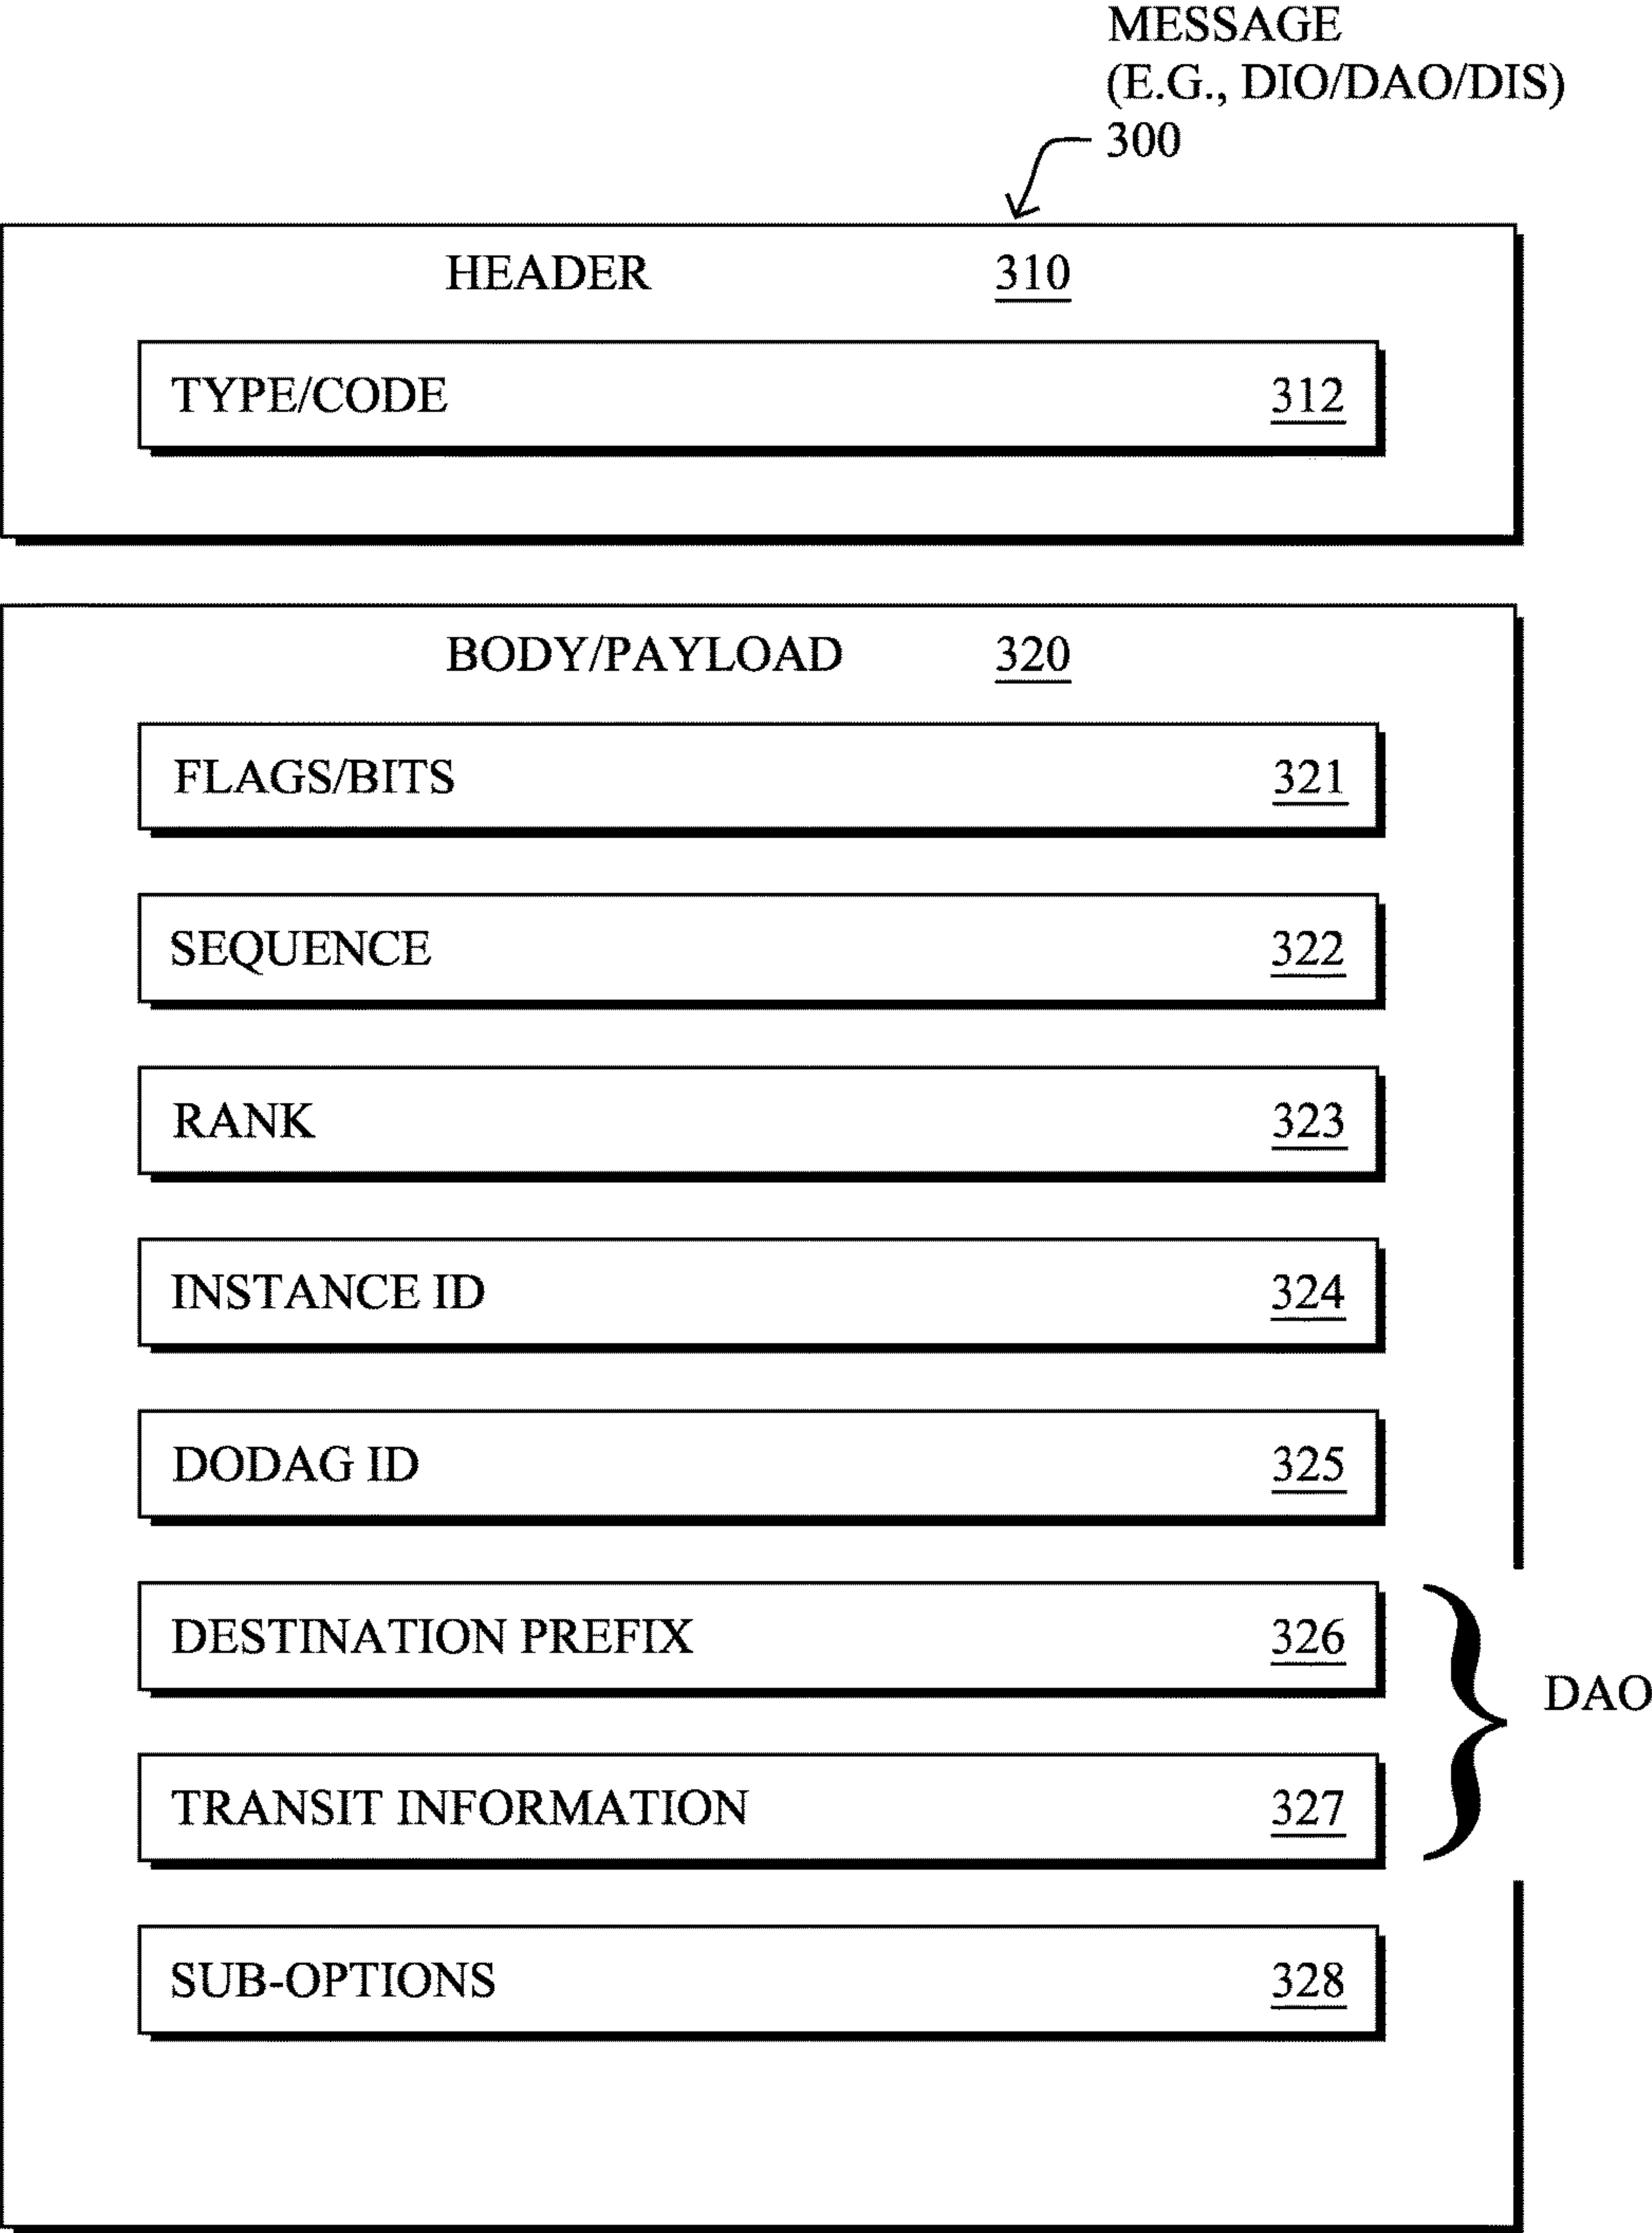 MESSAGE
(E.G., DIO/DAO/DIS)
300
HEADER 310
TYPE/CODE 312
BODY/PAYLOAD 320
FLAGS/BITS 321
SEQUENCE 322
RANK 323
INSTANCE ID 324
DODAG ID 325
DESTINATION PREFIX 326
DAO
TRANSIT INFORMATION 327
SUB-OPTIONS 328